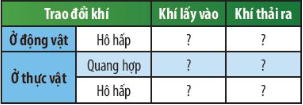 Trao đổi khí Khí lấy vào Khí thải ra
Ở động vật Hô hấp ? ?
Ở thực vật Quang hợp ? ?
Hô hấp ? ?